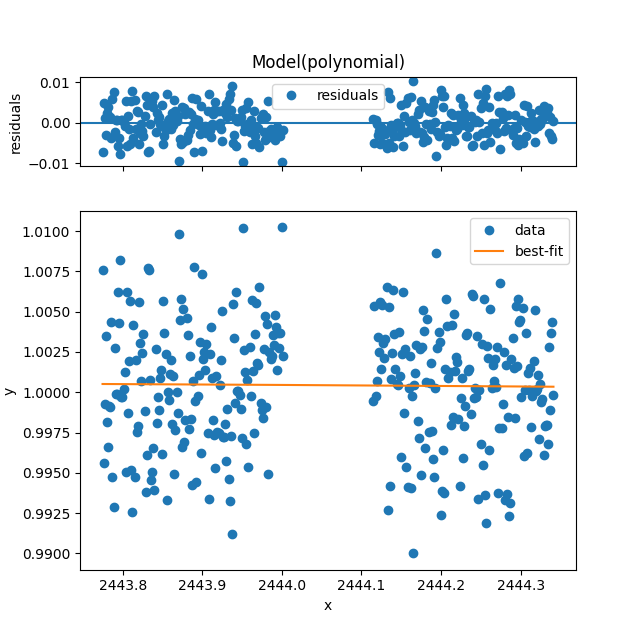 Model(polynomial)
0.01
0.00
−0.01
residuals
residuals
1.0100
1.0075
1.0050
1.0025
1.0000
0.9975
0.9950
0.9925
0.9900
y
data
best-fit
2443.8 2443.9 2444.0 2444.1 2444.2 2444.3
x